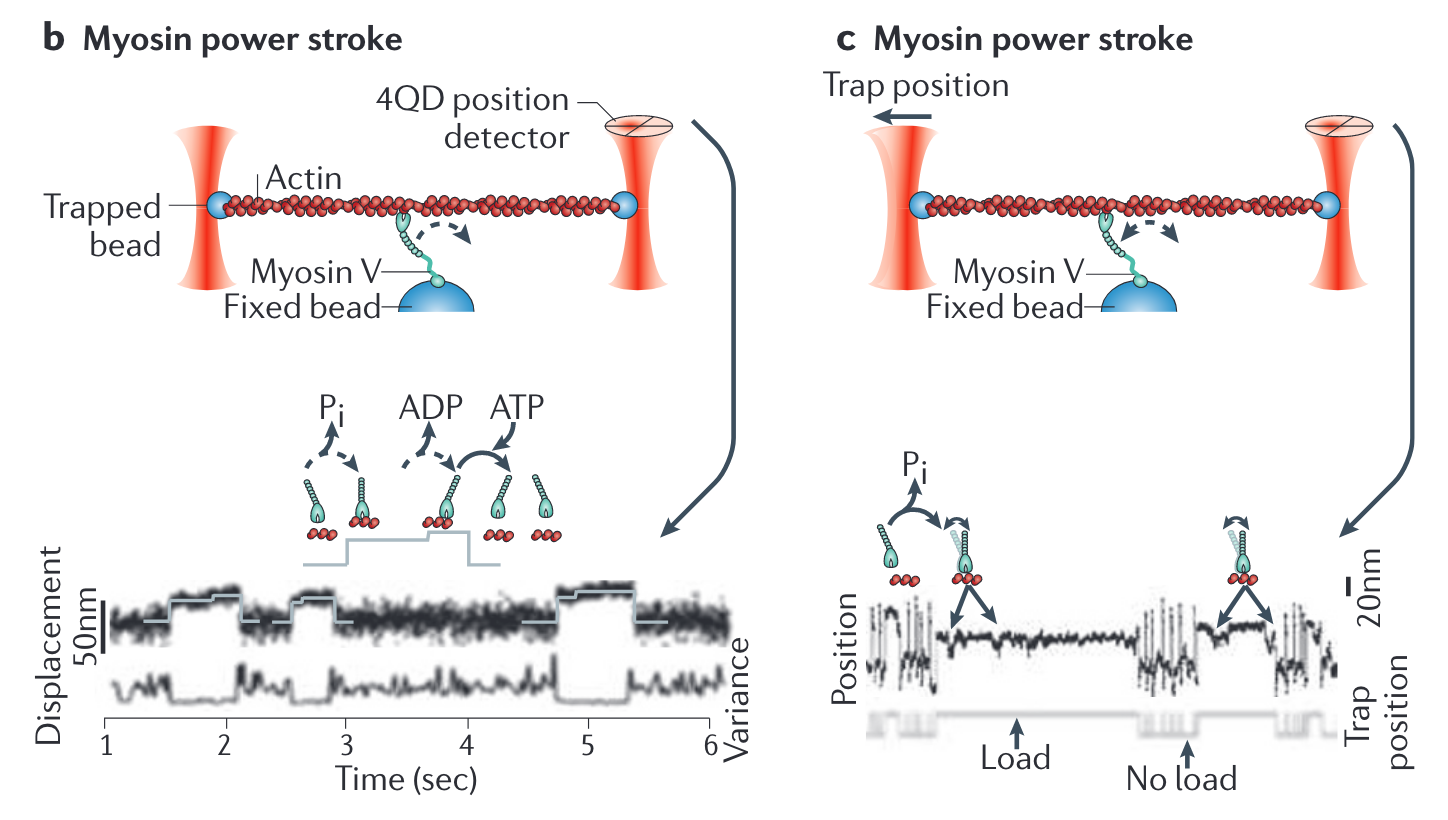 b Myosin power stroke
4QD position
detector
Actin
Trapped
bead
Myosin V
Fixed bead
Pi
ADP
ATP
Displacement
50nm
Variance
1 2 3 4 5 6
Time (sec)
c Myosin power stroke
Trap position
Myosin V
Fixed bead
Pi
Position
20nm
Trap
position
Load
No load